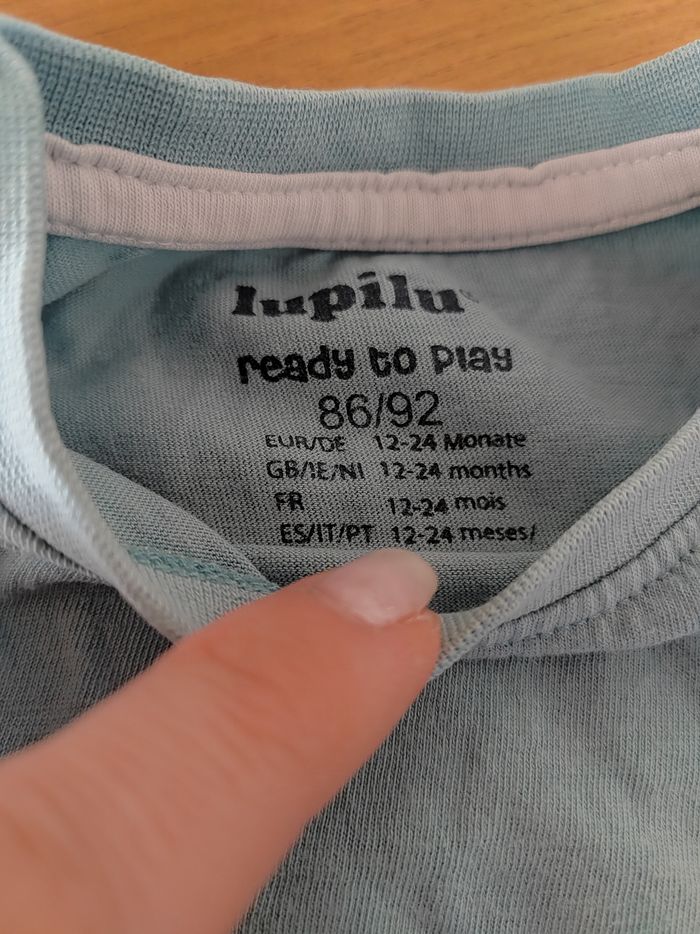 lupilu
ready to play
86/92
EUR/DE 12-24 Monate
GB/IE/NI 12-24 months
FR 12-24 mois
ES/IT/PT 12-24 meses/